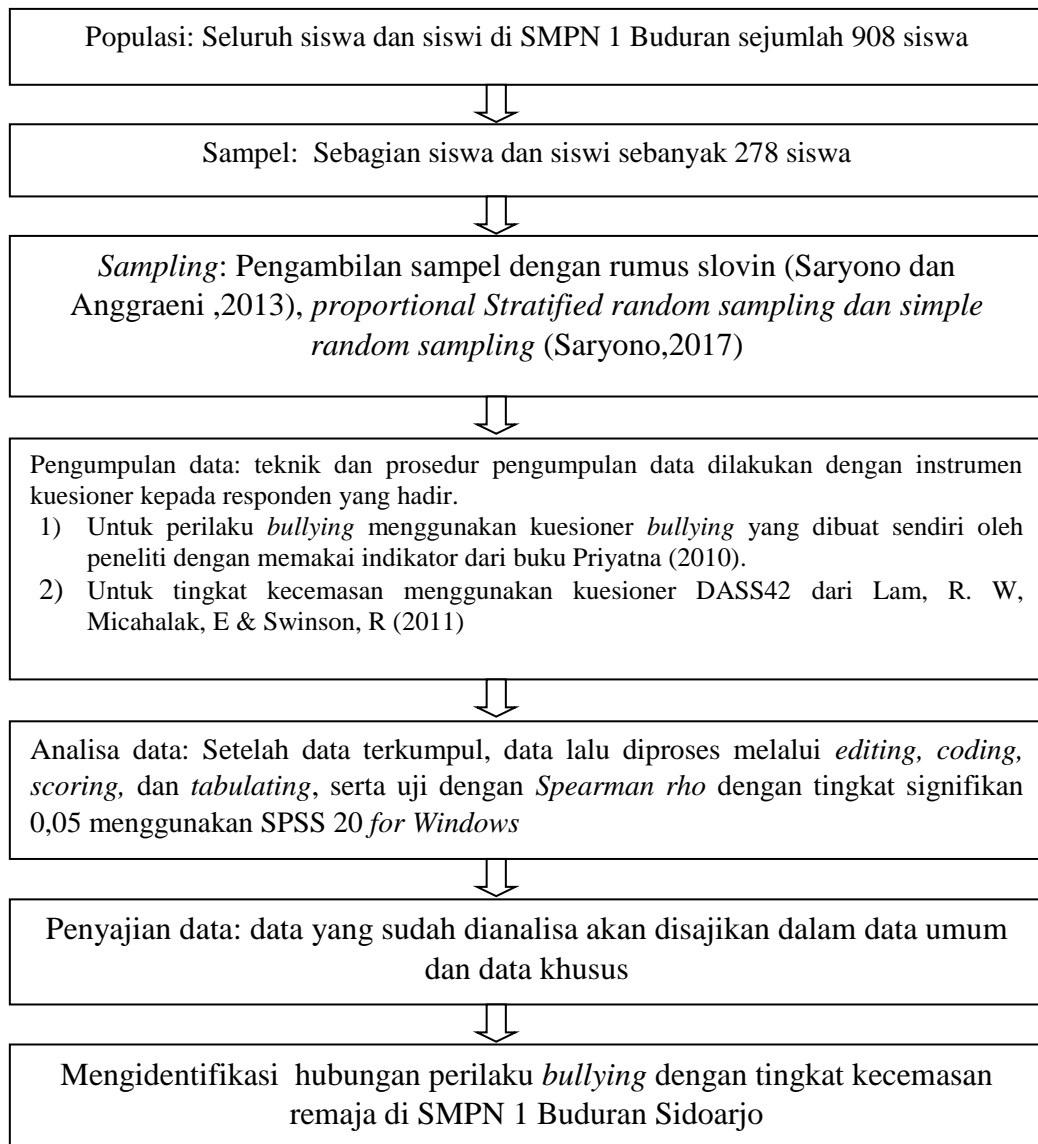 Populasi: Seluruh siswa dan siswi di SMPN 1 Buduran sejumlah 908 siswa
Sampel: Sebagian siswa dan siswi sebanyak 278 siswa
Sampling: Pengambilan sampel dengan rumus slovin (Saryono dan
Anggraeni ,2013), proportional Stratified random sampling dan simple
random sampling (Saryono,2017)
Pengumpulan data: teknik dan prosedur pengumpulan data dilakukan dengan instrumen
kuesioner kepada responden yang hadir.
1) Untuk perilaku bullying menggunakan kuesioner bullying yang dibuat sendiri oleh
peneliti dengan memakai indikator dari buku Priyatna (2010).
2) Untuk tingkat kecemasan menggunakan kuesioner DASS42 dari Lam, R. W,
Micahalak, E & Swinson, R (2011)
Analisa data: Setelah data terkumpul, data lalu diproses melalui editing, coding,
scoring, dan tabulating, serta uji dengan Spearman rho dengan tingkat signifikan
0,05 menggunakan SPSS 20 for Windows
Penyajian data: data yang sudah dianalisa akan disajikan dalam data umum
dan data khusus
Mengidentifikasi hubungan perilaku bullying dengan tingkat kecemasan
remaja di SMPN 1 Buduran Sidoarjo